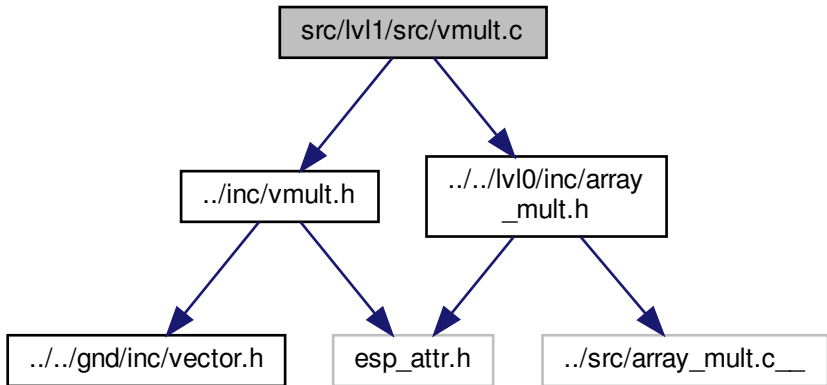 src/lvl1/src/vmult.c
../inc/vmult.h
../../lvl0/inc/array
_mult.h
../../gnd/inc/vector.h
esp_attr.h
../src/array_mult.c__